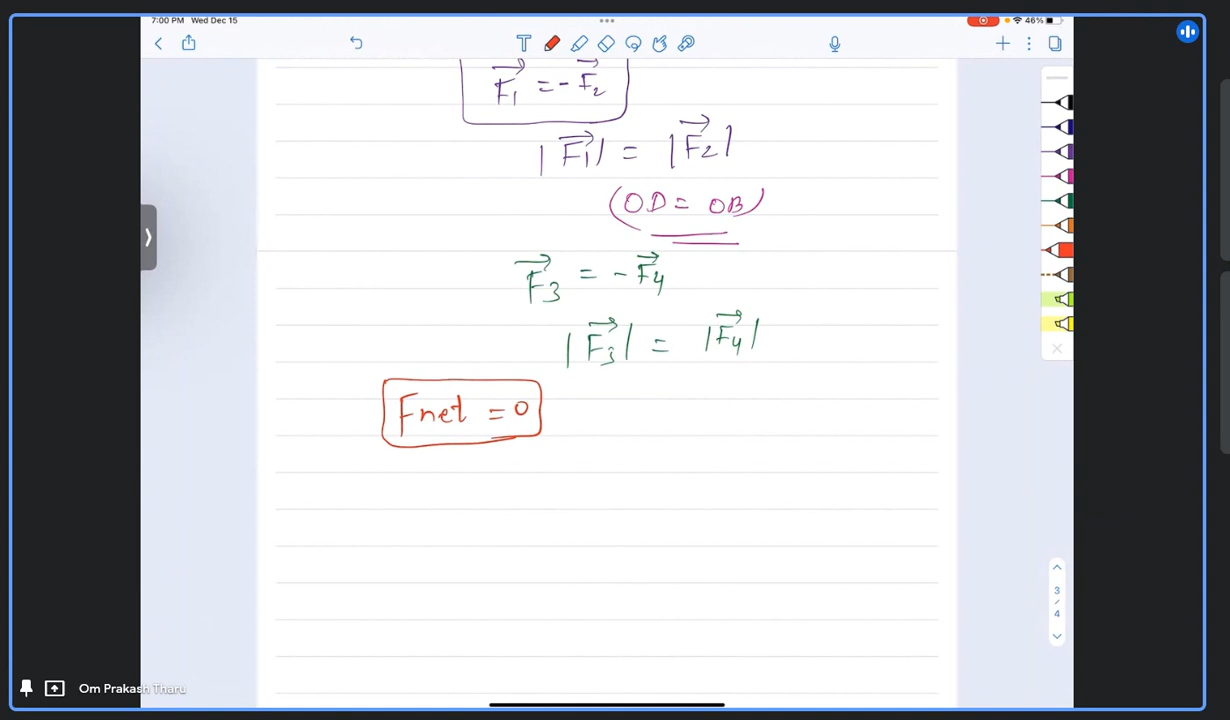 7:00 PM Wed Dec 15
46%
T
F₁ = - F₂
|F₁| = |F₂|
(OD = OB)
F₃ = - F₄
|F₃| = |F₄|
Fnet = 0
3
/
4
Om Prakash Tharu